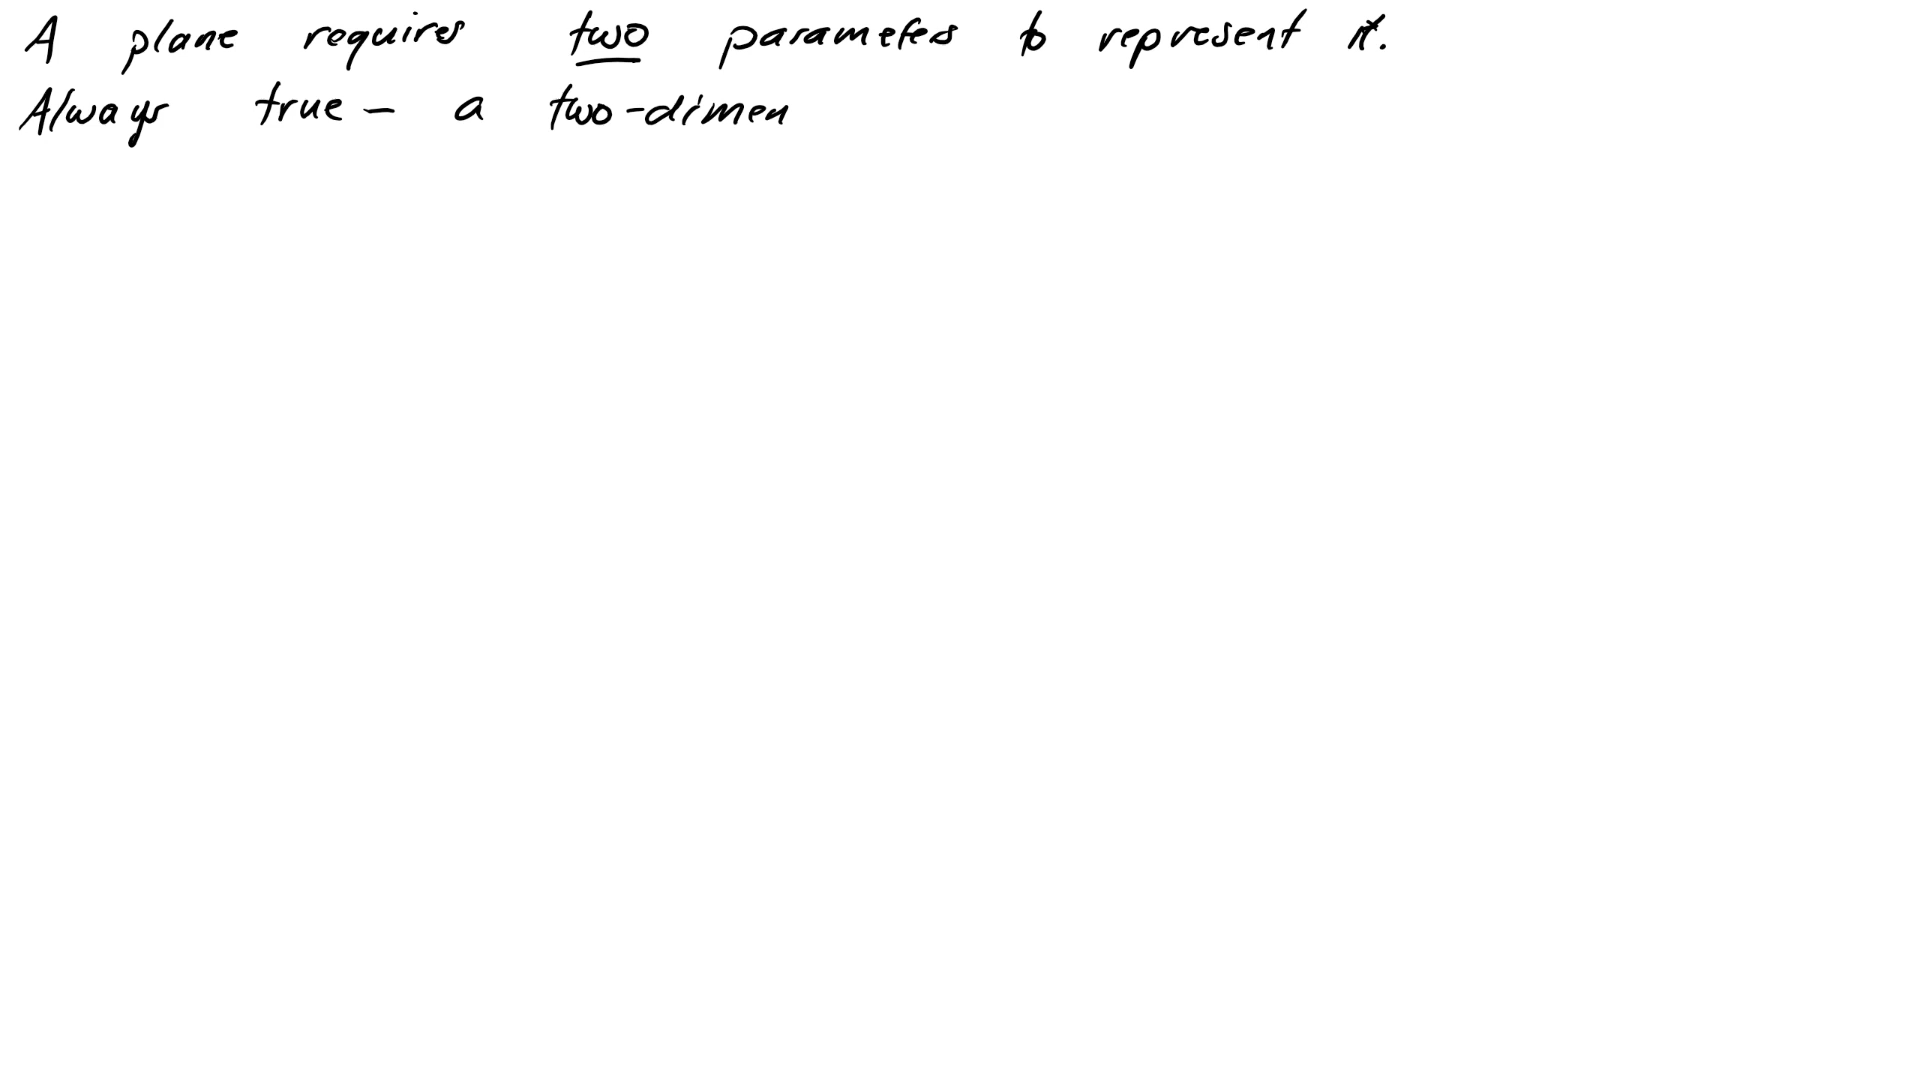 A plane requires two parameters to represent it.
Always true – a two-dimen